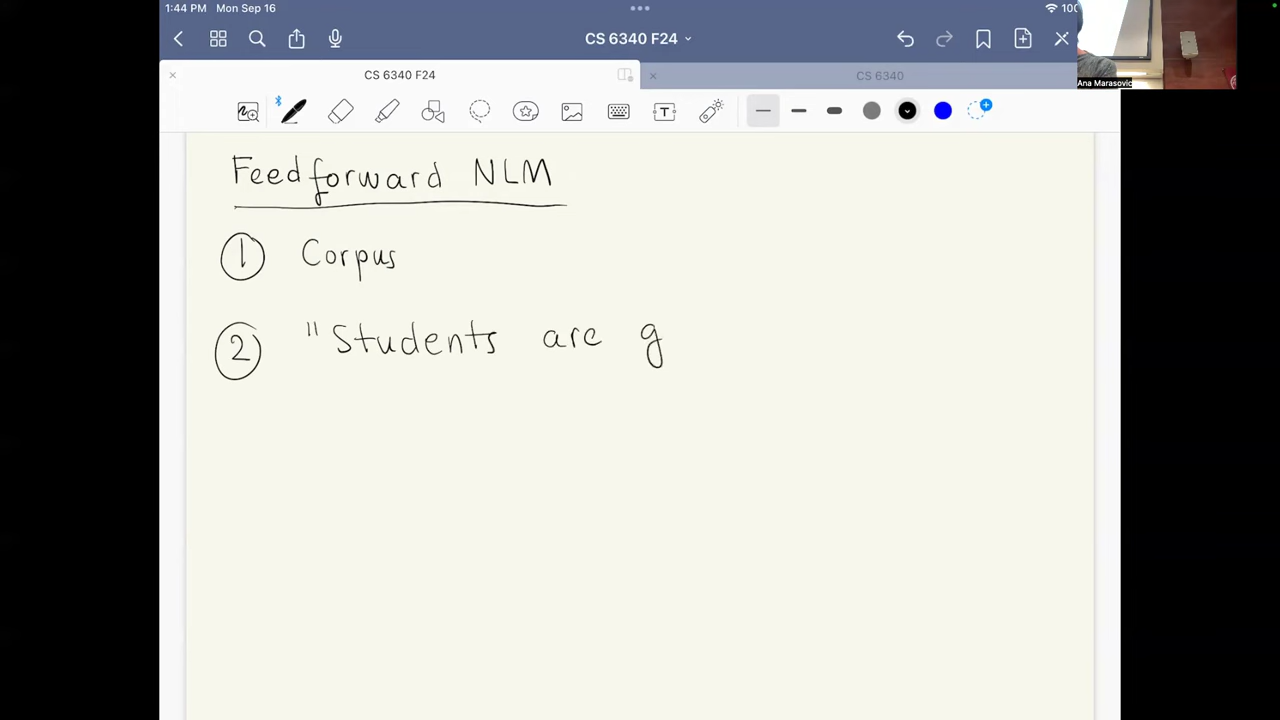 1:44 PM Mon Sep 16
100
CS 6340 F24
CS 6340 F24
CS 6340
Ana Marasovic
T
Feedforward NLM
1 Corpus
2 "Students are g